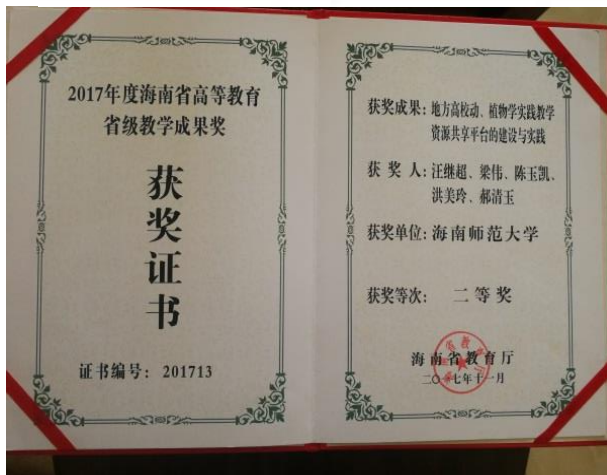 2017年度海南省高等教育
省级教学成果奖
获
奖
证
书
证书编号：201713
获奖成果：地方高校动、植物学实践教学
资源共享平台的建设与实践
获 奖 人：汪继超、梁伟、陈玉凯、
洪美玲、郝清玉
获奖单位：海南师范大学
获奖等次： 二等奖
海南省教育厅
二〇一七年十一月